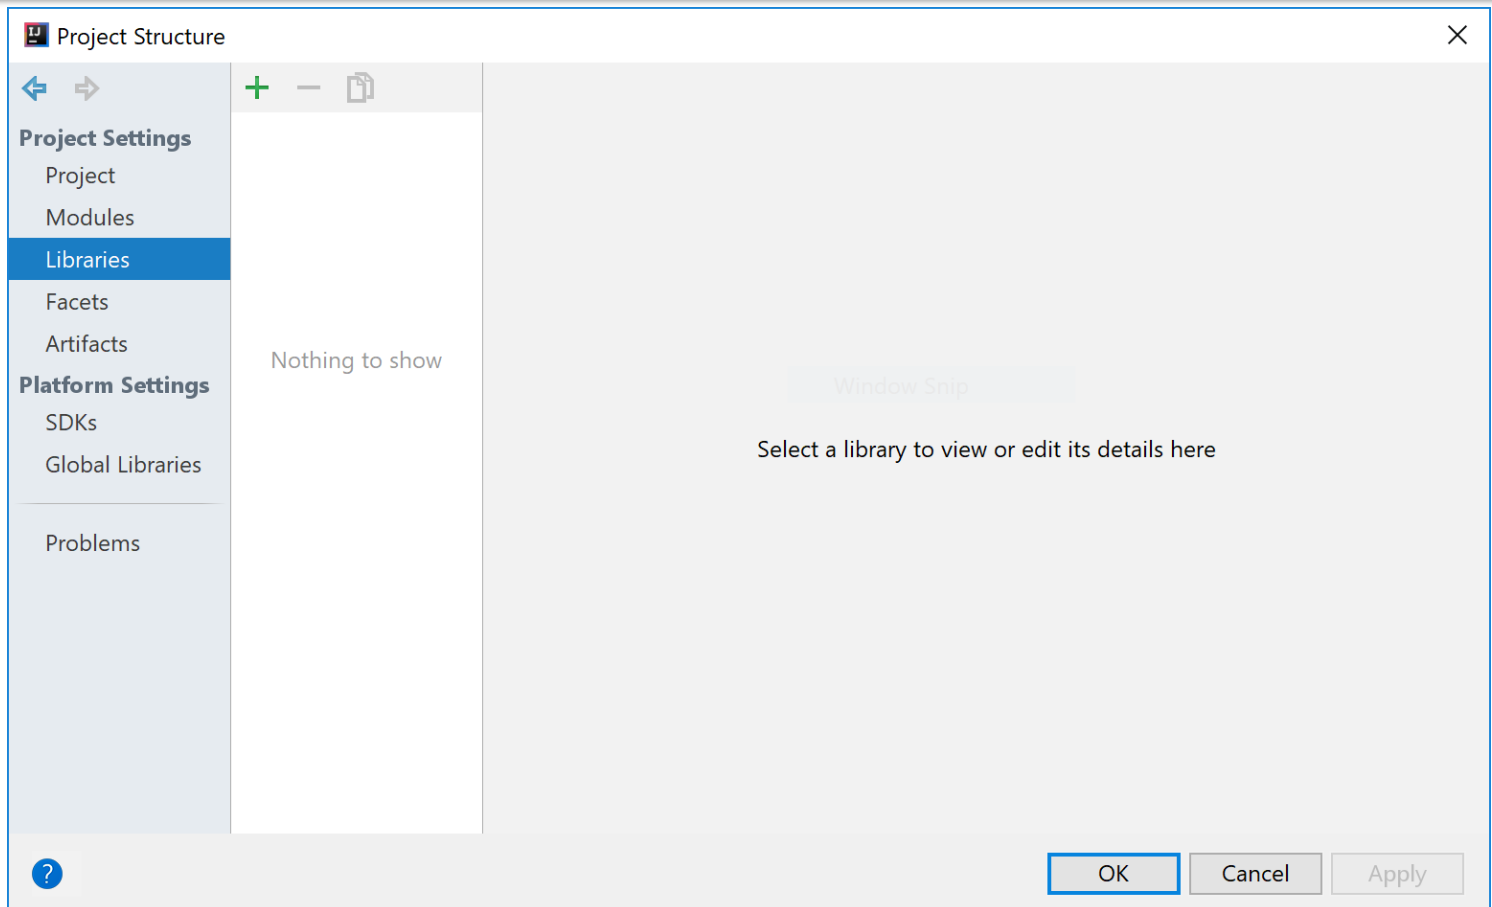 IJ
Project Structure
Project Settings
Project
Modules
Libraries
Facets
Artifacts
Platform Settings
SDKs
Global Libraries
Problems
Nothing to show
Window Snip
Select a library to view or edit its details here
?
OK
Cancel
Apply